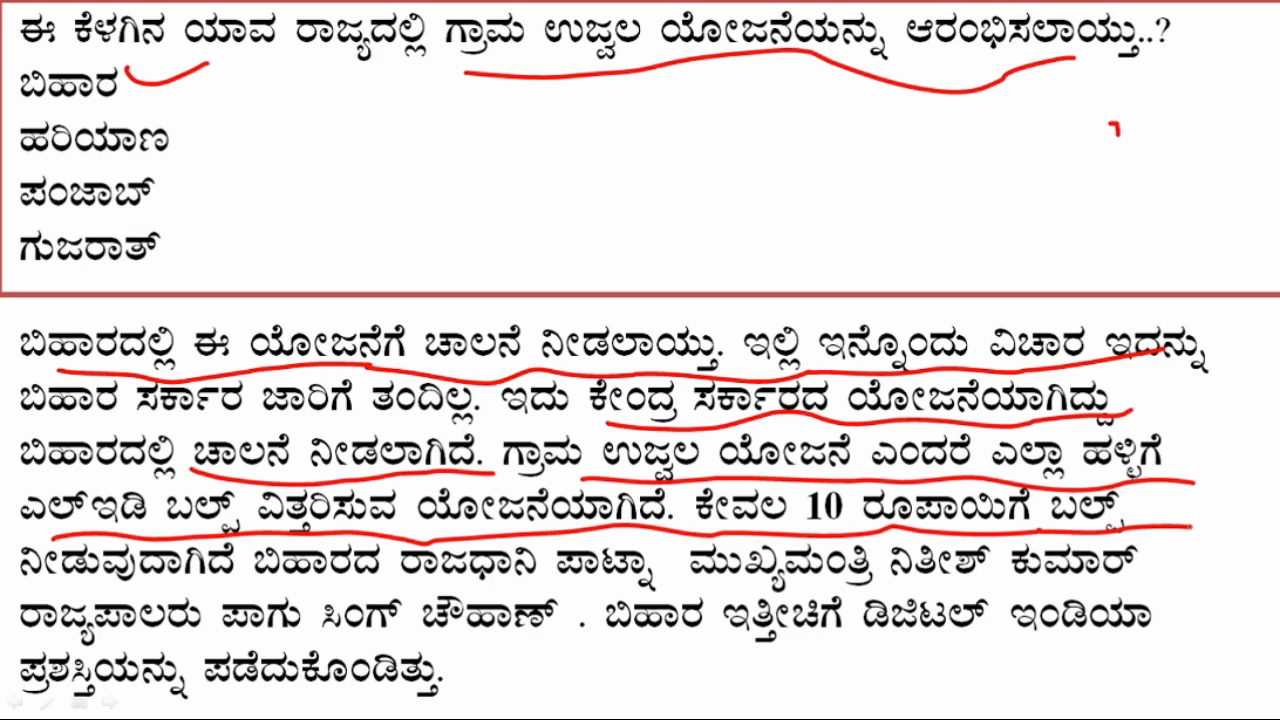 ಈ ಕೆಳಗಿನ ಯಾವ ರಾಜ್ಯದಲ್ಲಿ ಗ್ರಾಮ ಉಜ್ವಲ ಯೋಜನೆಯನ್ನು ಆರಂಭಿಸಲಾಯ್ತು..?
ಬಿಹಾರ
ಹರಿಯಾಣ
ಪಂಜಾಬ್
ಗುಜರಾತ್
ಬಿಹಾರದಲ್ಲಿ ಈ ಯೋಜನೆಗೆ ಚಾಲನೆ ನೀಡಲಾಯ್ತು. ಇಲ್ಲಿ ಇನ್ನೊಂದು ವಿಚಾರ ಇದನ್ನು
ಬಿಹಾರ ಸರ್ಕಾರ ಜಾರಿಗೆ ತಂದಿಲ್ಲ. ಇದು ಕೇಂದ್ರ ಸರ್ಕಾರದ ಯೋಜನೆಯಾಗಿದ್ದು
ಬಿಹಾರದಲ್ಲಿ ಚಾಲನೆ ನೀಡಲಾಗಿದೆ. ಗ್ರಾಮ ಉಜ್ವಲ ಯೋಜನೆ ಎಂದರೆ ಎಲ್ಲಾ ಹಳ್ಳಿಗೆ
ಎಲ್ಇಡಿ ಬಲ್ಬ್ ವಿತ್ತರಿಸುವ ಯೋಜನೆಯಾಗಿದೆ. ಕೇವಲ 10 ರೂಪಾಯಿಗೆ ಬಲ್ಬ್
ನೀಡುವುದಾಗಿದೆ ಬಿಹಾರದ ರಾಜಧಾನಿ ಪಾಟ್ನಾ ಮುಖ್ಯಮಂತ್ರಿ ನಿತೀಶ್ ಕುಮಾರ್
ರಾಜ್ಯಪಾಲರು ಪಾಗು ಸಿಂಗ್ ಚೌಹಾಣ್ . ಬಿಹಾರ ಇತ್ತೀಚಿಗೆ ಡಿಜಿಟಲ್ ಇಂಡಿಯಾ
ಪ್ರಶಸ್ತಿಯನ್ನು ಪಡೆದುಕೊಂಡಿತ್ತು.